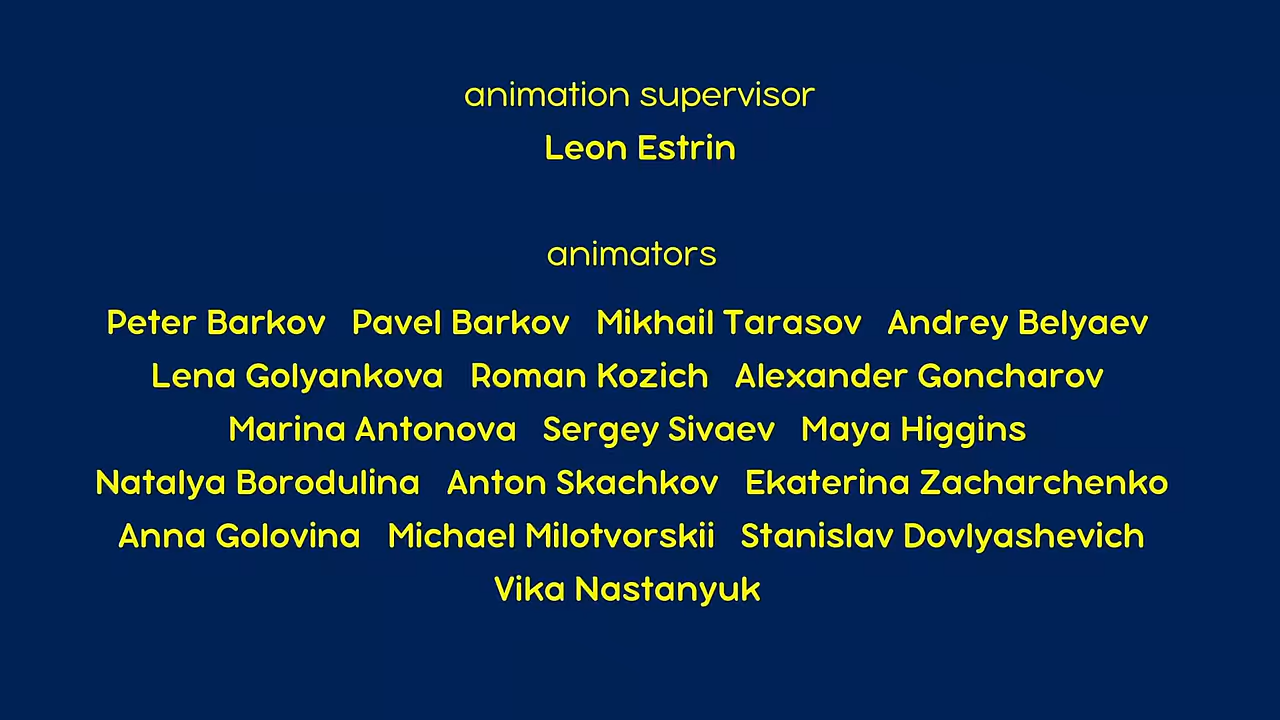 animation supervisor
Leon Estrin
animators
Peter Barkov Pavel Barkov Mikhail Tarasov Andrey Belyaev
Lena Golyankova Roman Kozich Alexander Goncharov
Marina Antonova Sergey Sivaev Maya Higgins
Natalya Borodulina Anton Skachkov Ekaterina Zacharchenko
Anna Golovina Michael Milotvorskii Stanislav Dovlyashevich
Vika Nastanyuk